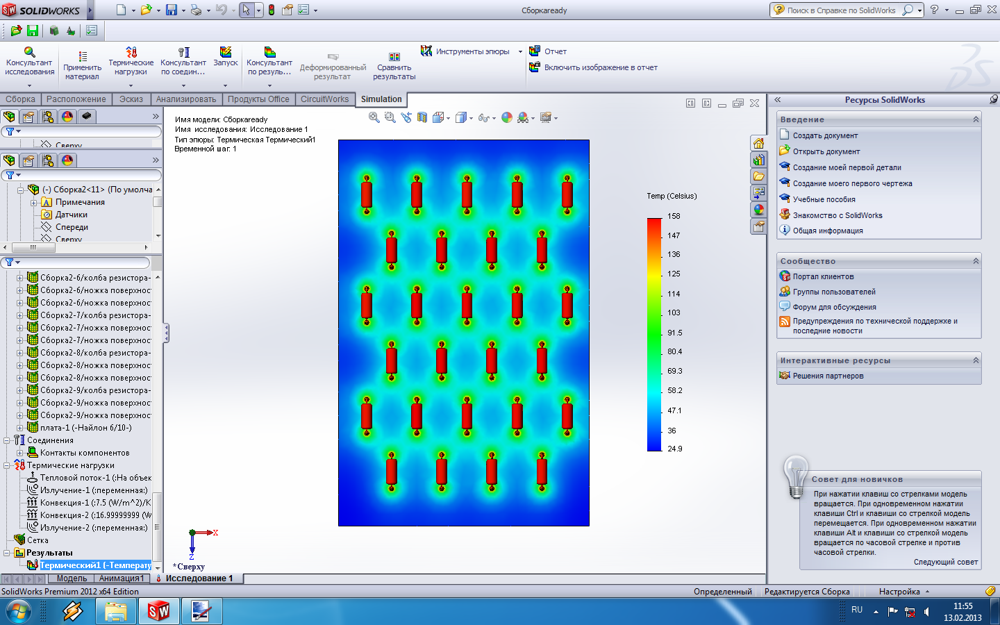 SOLIDWORKS
Сборкаready
Поиск в Справке по SolidWorks
Консультант исследования
Применить материал
Термические нагрузки
Консультант по соедин...
Запуск
Консультант по резуль...
Деформированный результат
Сравнить результаты
Инструменты эпюры
Отчет
Включить изображение в отчет
Сборка
Расположение
Эскиз
Анализировать
Продукты Office
CircuitWorks
Simulation
Сверху
(-) Сборка2<11> (По умолча
Примечания
Датчики
Спереди
Сверху
Сборка2-6/колба резистора-
Сборка2-6/ножка поверхнос
Сборка2-6/ножка поверхнос
Сборка2-7/колба резистора-
Сборка2-7/ножка поверхнос
Сборка2-7/ножка поверхнос
Сборка2-8/колба резистора-
Сборка2-8/ножка поверхнос
Сборка2-8/ножка поверхнос
Сборка2-9/колба резистора-
Сборка2-9/ножка поверхнос
Сборка2-9/ножка поверхнос
плата-1 (-Найлон 6/10-)
Соединения
Контакты компонентов
Термические нагрузки
Тепловой поток-1 (:На объек
Излучение-1 (:переменная:)
Конвекция-1 (:7.5 (W/m^2)/K
Конвекция-2 (:16.99999999 (W
Излучение-2 (:переменная:)
Сетка
Результаты
Термический1 (-Температу
Имя модели: Сборкаready
Имя исследования: Исследование 1
Тип эпюры: Термическая Термический1
Временной шаг: 1
Temp (Celsius)
158
147
136
125
114
103
91.5
80.4
69.3
58.2
47.1
36
24.9
X
Z
*Сверху
Ресурсы SolidWorks
Введение
Создать документ
Открыть документ
Создание моей первой детали
Создание моего первого чертежа
Учебные пособия
Знакомство с SolidWorks
Общая информация
Сообщество
Портал клиентов
Группы пользователей
Форум для обсуждения
Предупреждения по технической поддержке и
последние новости
Интерактивные ресурсы
Решения партнеров
Совет для новичков
При нажатии клавиш со стрелками модель
вращается. При одновременном нажатии
клавиши Ctrl и клавиши со стрелкой модель
перемещается. При одновременном нажатии
клавиши Alt и клавиши со стрелкой модель
вращается по часовой стрелке и против
часовой стрелки.
Следующий совет
Модель
Анимация1
Исследование 1
SolidWorks Premium 2012 x64 Edition
Определенный
Редактируется Сборка
Настройка
RU
11:55
13.02.2013